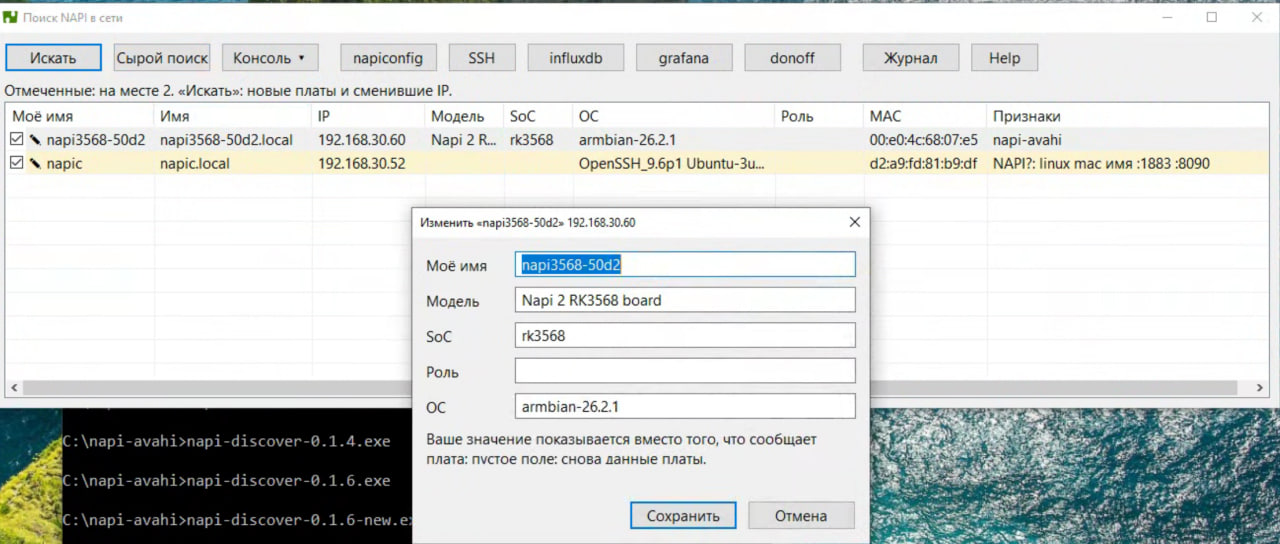 Поиск NAPI в сети
Искать Сырой поиск Консоль napiconfig SSH influxdb grafana donoff Журнал Help
Отмеченные: на месте 2. «Искать»: новые платы и сменившие IP.
Моё имя Имя IP Модель SoC ОС Роль MAC Признаки
napi3568-50d2 napi3568-50d2.local 192.168.30.60 Napi 2 R... rk3568 armbian-26.2.1 00:e0:4c:68:07:e5 napi-avahi
napic napic.local 192.168.30.52 OpenSSH_9.6p1 Ubuntu-3u... d2:a9:fd:81:b9:df NAPI?: linux mac имя :1883 :8090
Изменить «napi3568-50d2» 192.168.30.60
Моё имя napi3568-50d2
Модель Napi 2 RK3568 board
SoC rk3568
Роль
ОС armbian-26.2.1
Ваше значение показывается вместо того, что сообщает
плата: пустое поле: снова данные платы.
Сохранить Отмена
C:\napi-avahi>napi-discover-0.1.4.exe
C:\napi-avahi>napi-discover-0.1.6.exe
C:\napi-avahi>napi-discover-0.1.6-new.ex